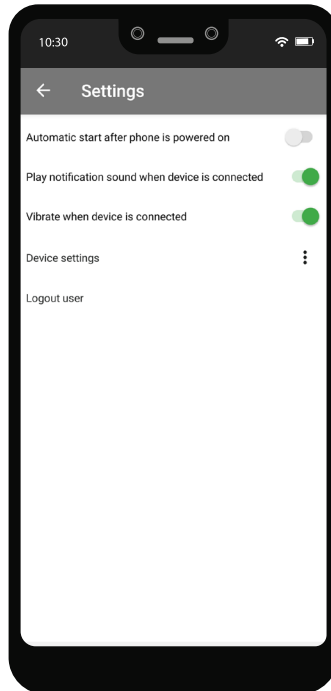 10:30
Settings
Automatic start after phone is powered on
Play notification sound when device is connected
Vibrate when device is connected
Device settings
Logout user